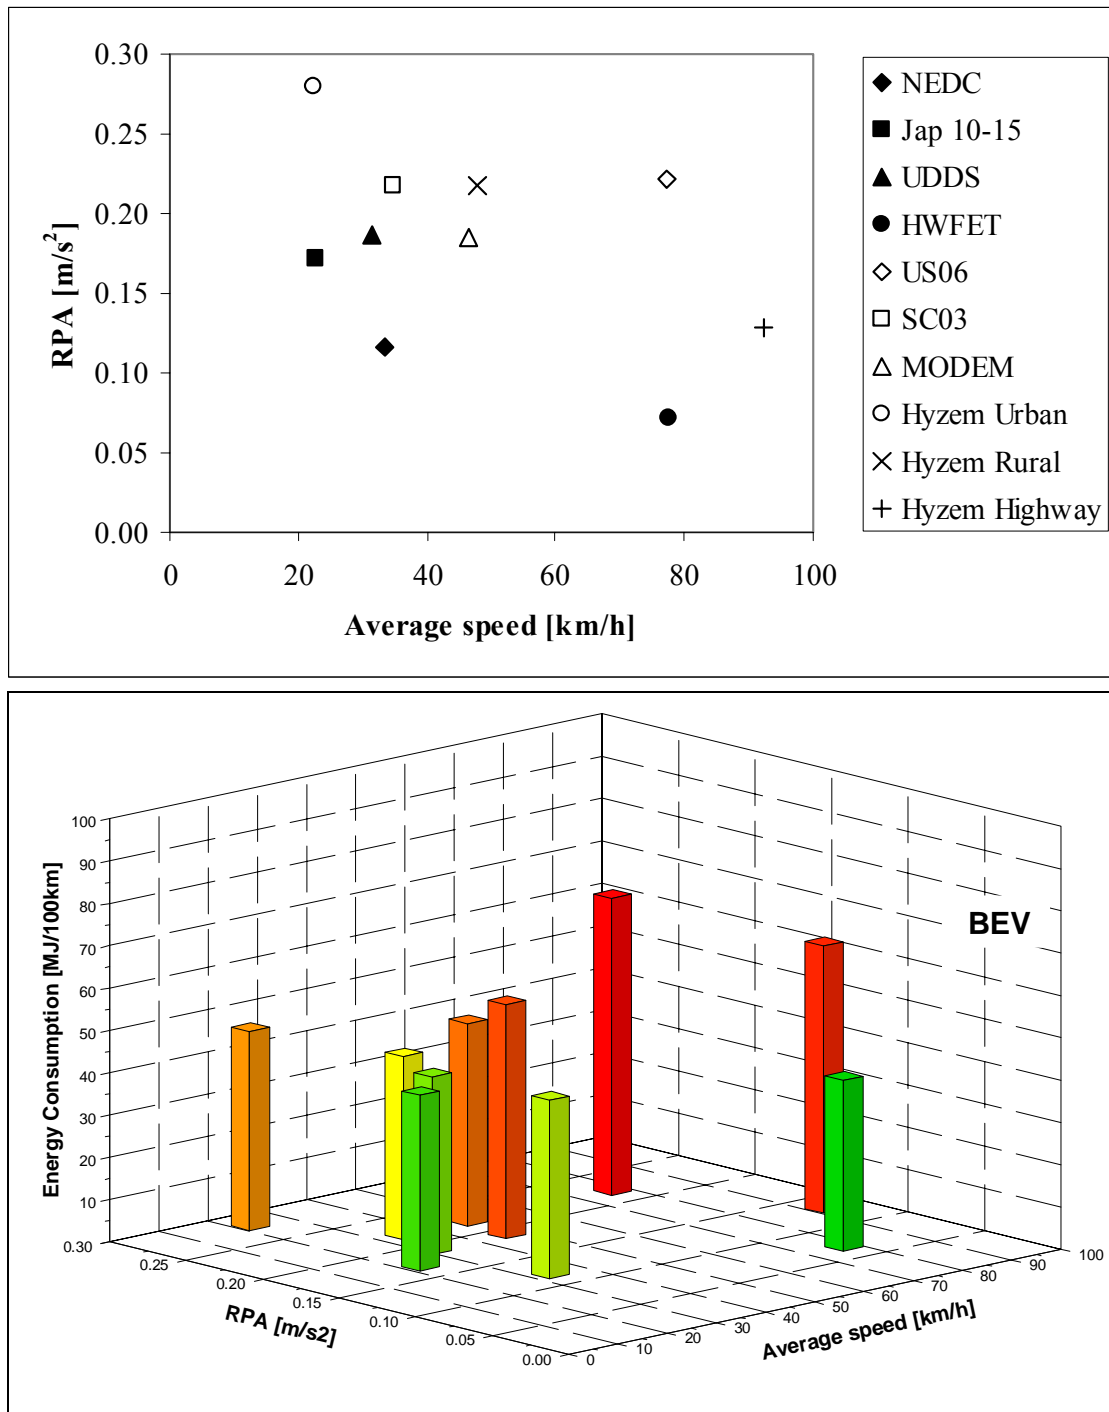 0.30
0.25
0.20
0.15
0.10
0.05
0.00
RPA [m/s²]
0 20 40 60 80 100
Average speed [km/h]
NEDC
Jap 10-15
UDDS
HWFET
US06
SC03
MODEM
Hyzem Urban
Hyzem Rural
Hyzem Highway
BEV
100
90
80
70
60
50
40
30
20
10
Energy Consumption [MJ/100km]
0.30
0.25
0.20
0.15
0.10
0.05
0.00
RPA [m/s2]
0
10
20
30
40
50
60
70
80
90
100
Average speed [km/h]